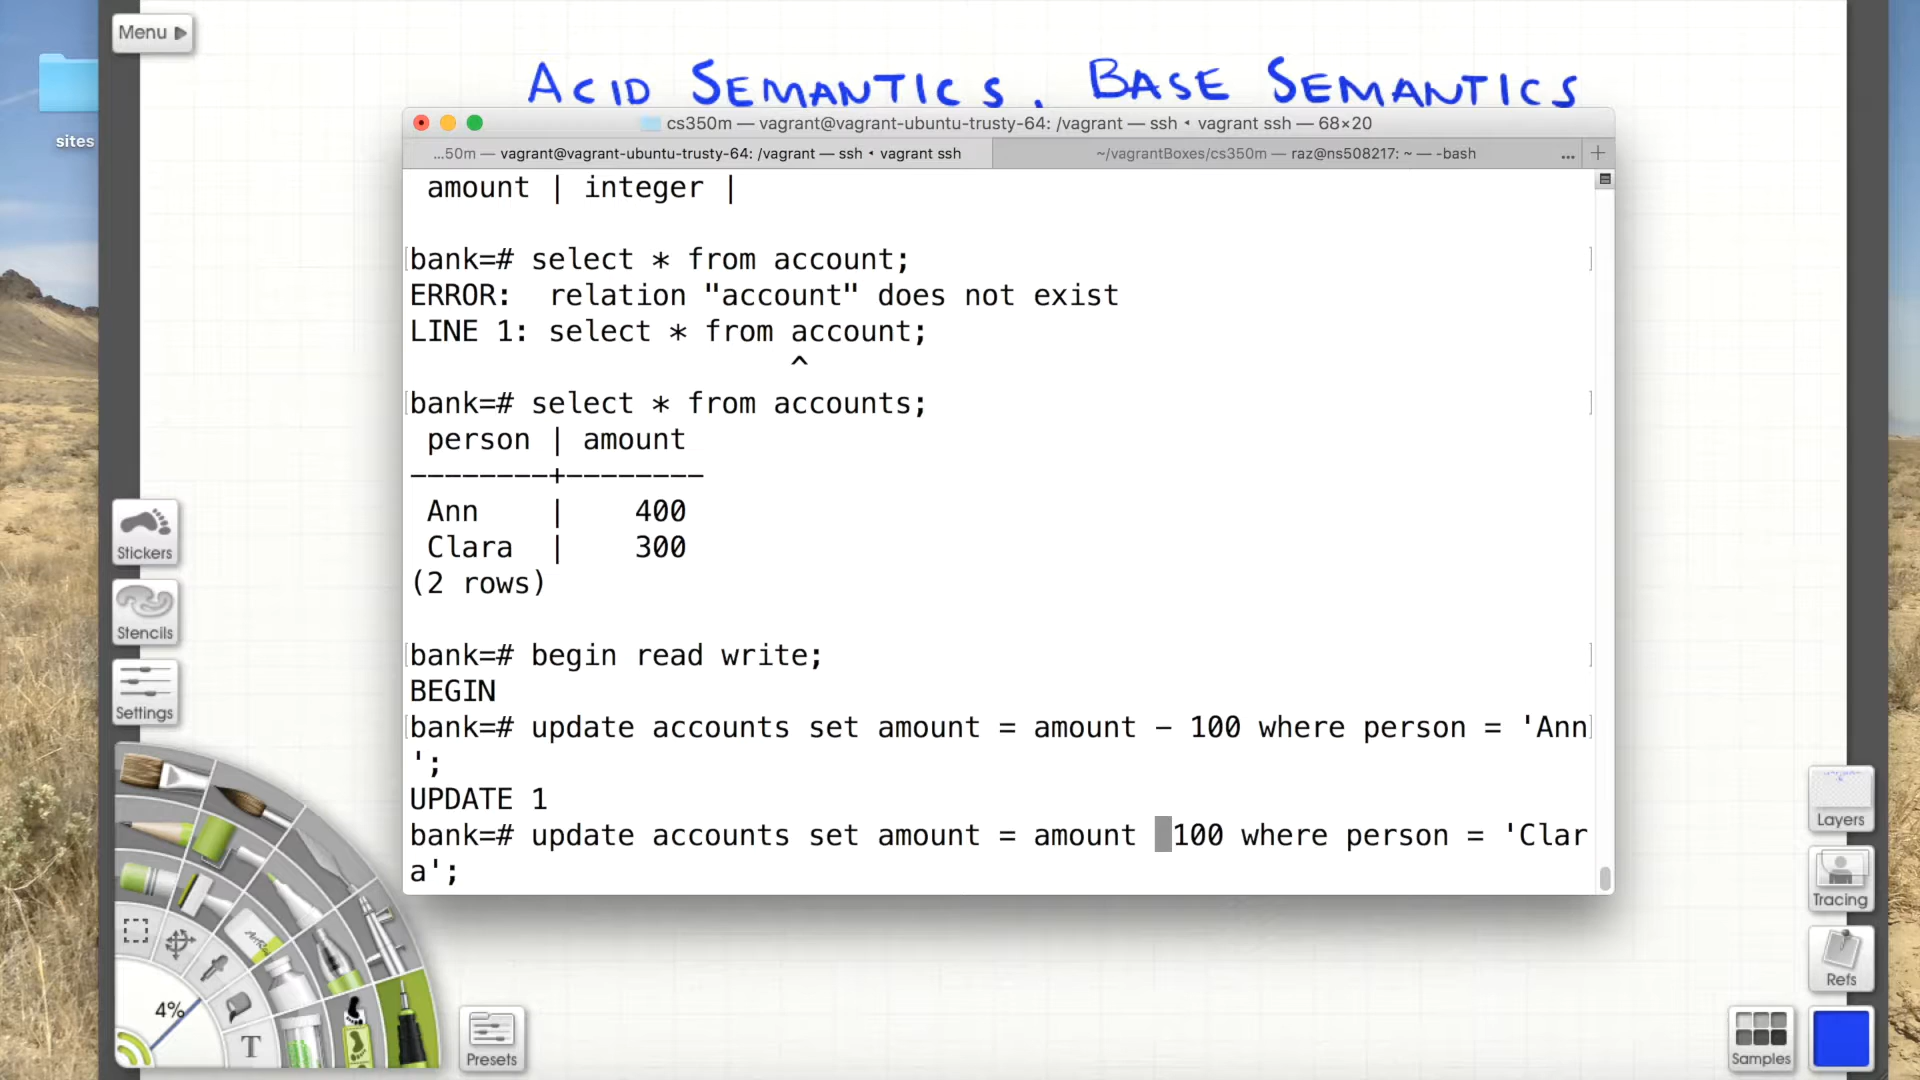 Menu
ACID SEMANTICS, BASE SEMANTICS
sites
cs350m — vagrant@vagrant-ubuntu-trusty-64: /vagrant — ssh ◂ vagrant ssh — 68×20
...50m — vagrant@vagrant-ubuntu-trusty-64: /vagrant — ssh ◂ vagrant ssh
~/vagrantBoxes/cs350m — raz@ns508217: ~ — -bash ... +
amount | integer |
bank=# select * from account;
ERROR:  relation "account" does not exist
LINE 1: select * from account;
^
bank=# select * from accounts;
person | amount
--------+--------
Ann    |    400
Clara  |    300
(2 rows)
bank=# begin read write;
BEGIN
bank=# update accounts set amount = amount - 100 where person = 'Ann
';
UPDATE 1
bank=# update accounts set amount = amount 100 where person = 'Clar
a';
Stickers
Stencils
Settings
4%
T
Presets
Layers
Tracing
Refs
Samples